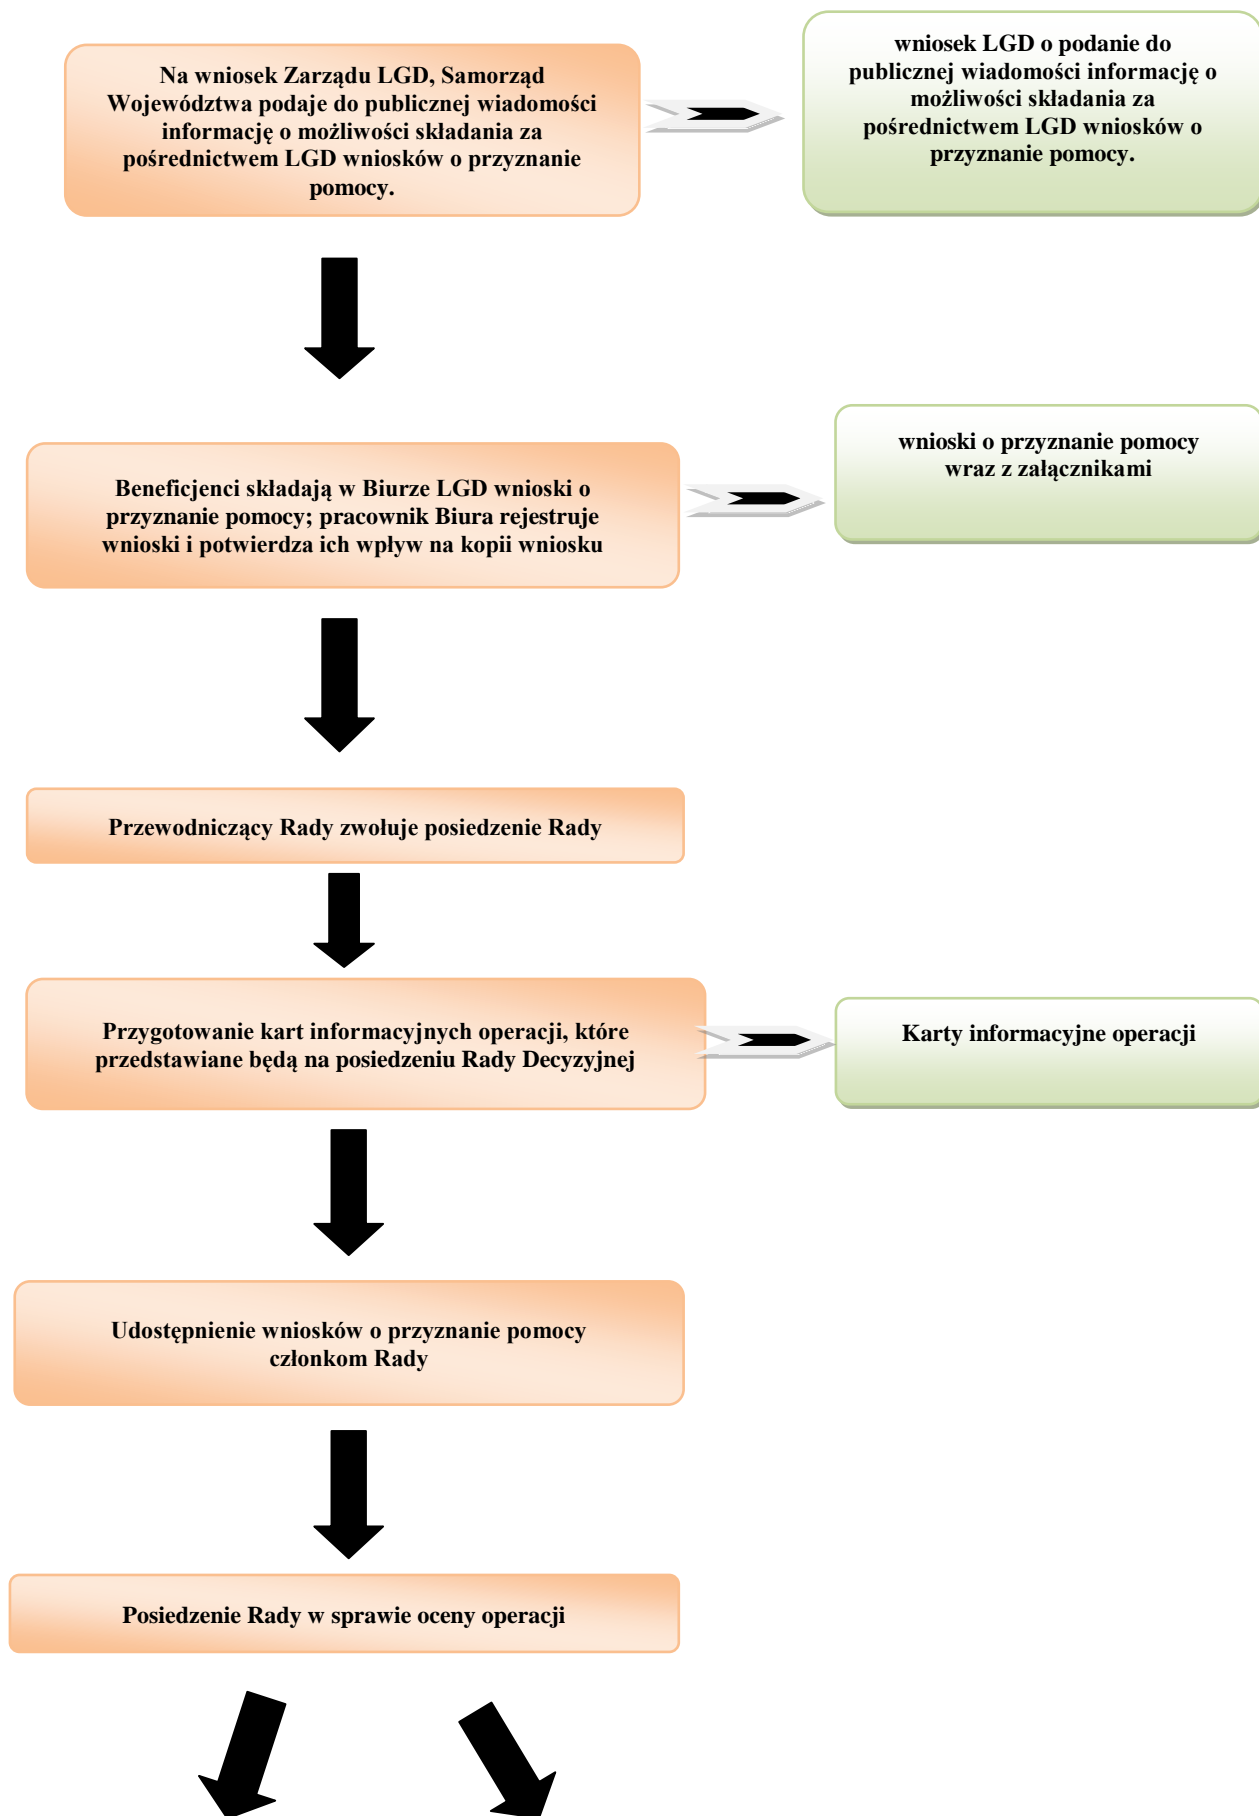 Na wniosek Zarządu LGD, Samorząd
Województwa podaje do publicznej wiadomości
informację o możliwości składania za
pośrednictwem LGD wniosków o przyznanie
pomocy.
wniosek LGD o podanie do
publicznej wiadomości informację o
możliwości składania za
pośrednictwem LGD wniosków o
przyznanie pomocy.
Beneficjenci składają w Biurze LGD wnioski o
przyznanie pomocy; pracownik Biura rejestruje
wnioski i potwierdza ich wpływ na kopii wniosku
wnioski o przyznanie pomocy
wraz z załącznikami
Przewodniczący Rady zwołuje posiedzenie Rady
Przygotowanie kart informacyjnych operacji, które
przedstawiane będą na posiedzeniu Rady Decyzyjnej
Karty informacyjne operacji
Udostępnienie wniosków o przyznanie pomocy
członkom Rady
Posiedzenie Rady w sprawie oceny operacji